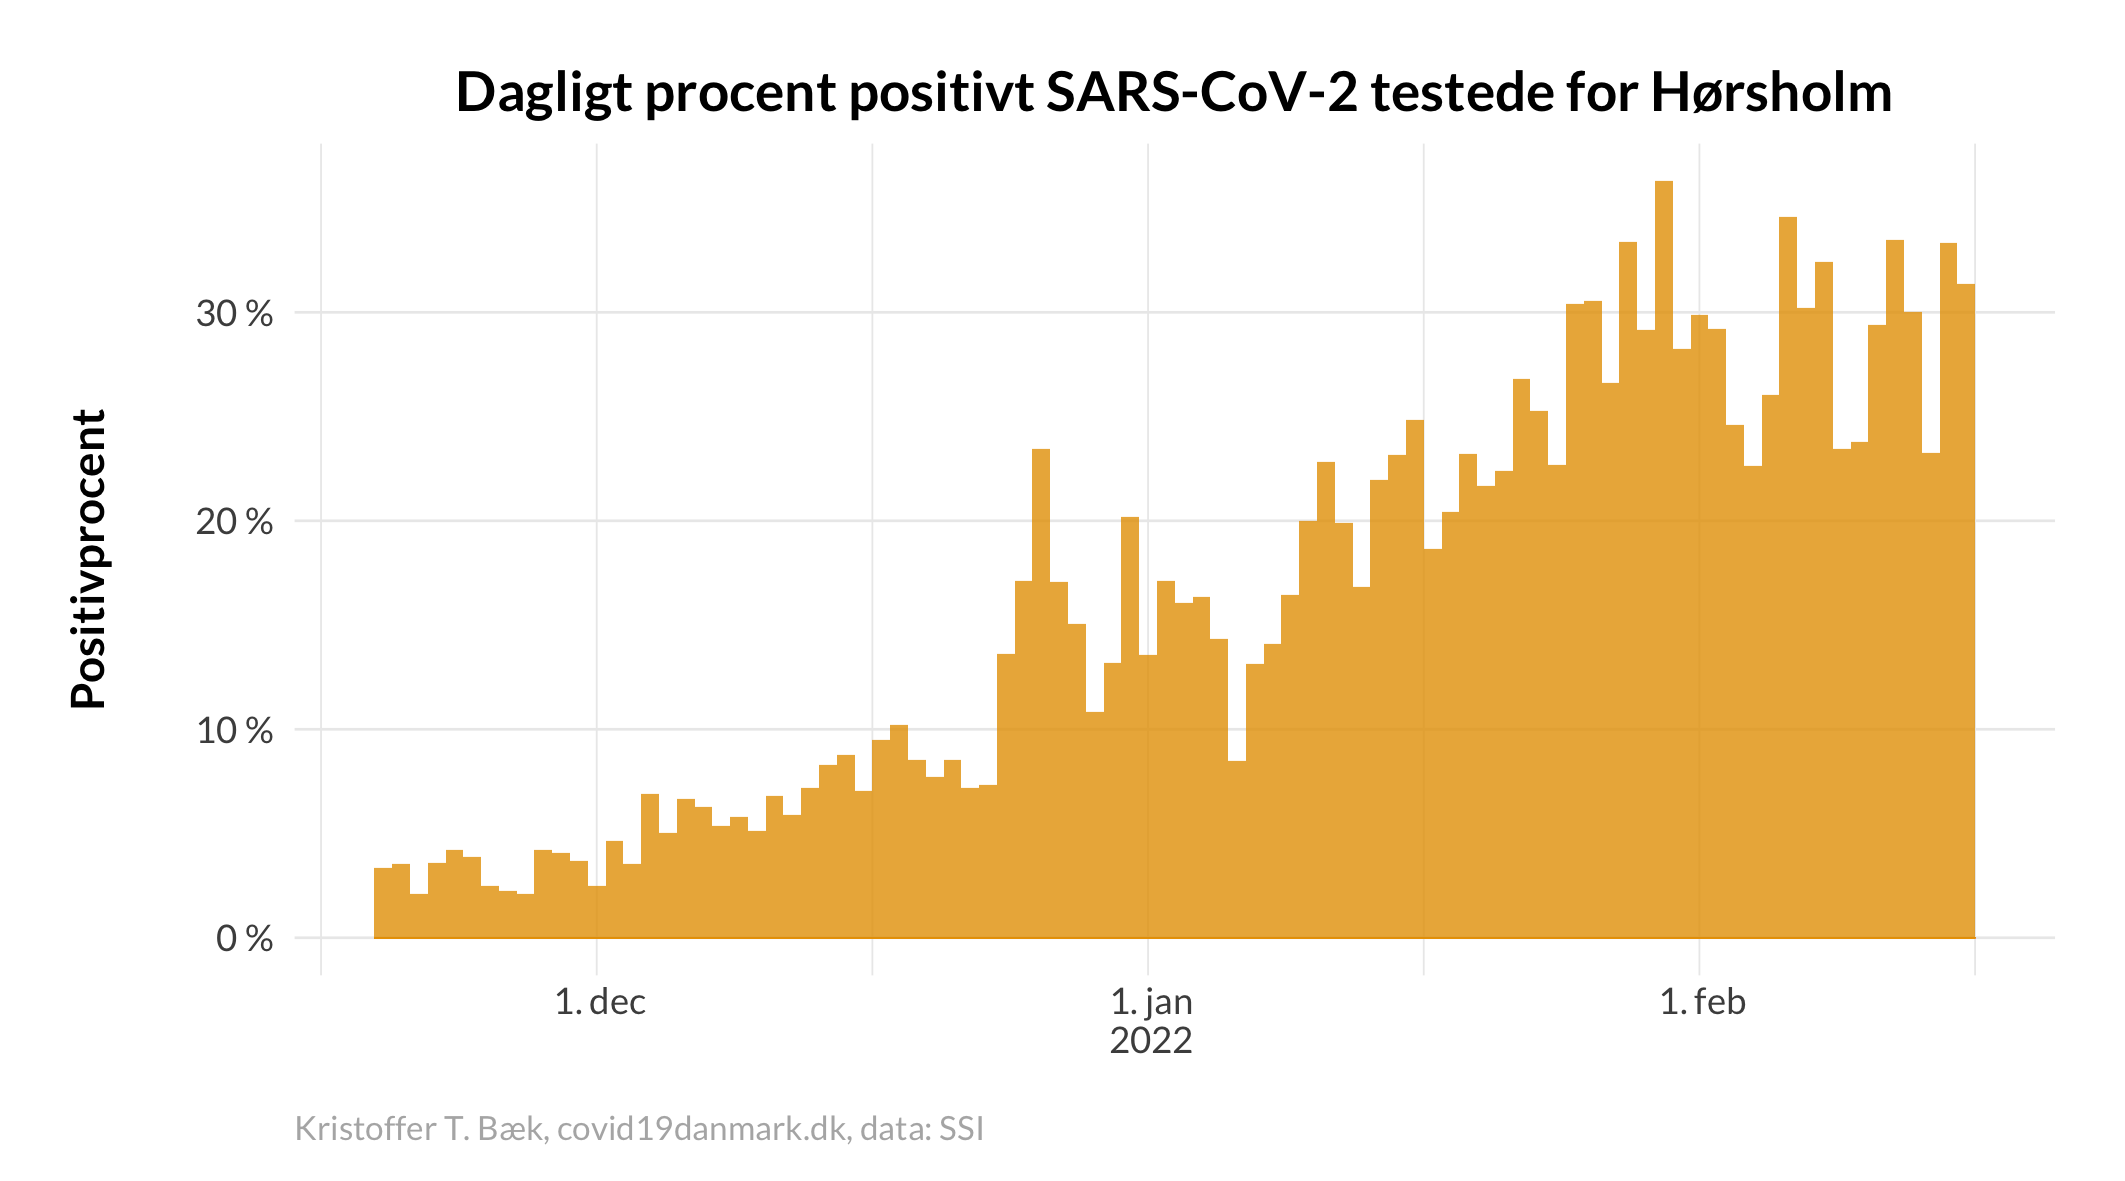 Dagligt procent positivt SARS-CoV-2 testede for Hørsholm
Positivprocent
30 %
20 %
10 %
0 %
1. dec
1. jan
2022
1. feb
Kristoffer T. Bæk, covid19danmark.dk, data: SSI